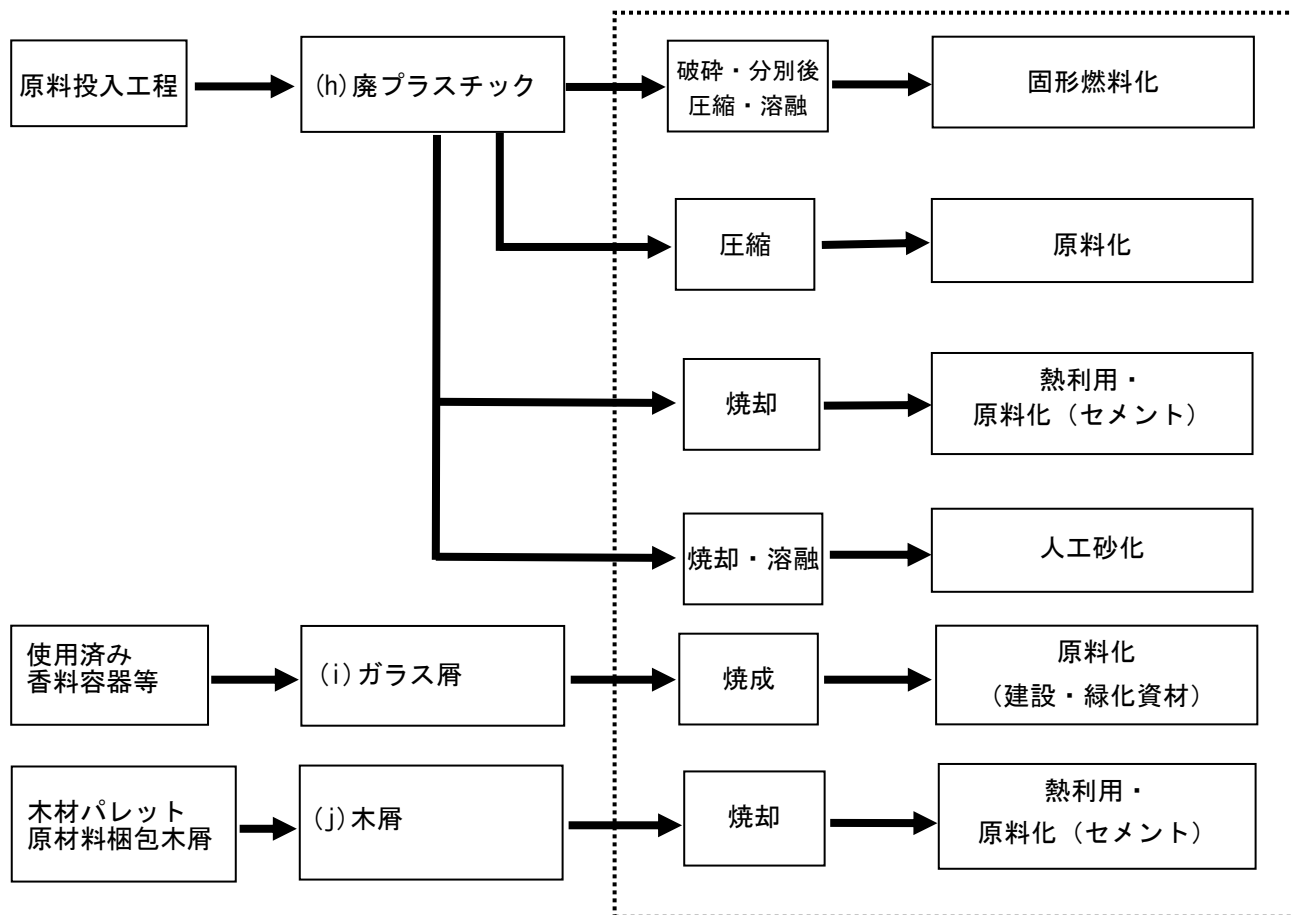 原料投入工程
(h)廃プラスチック
破砕・分別後
圧縮・溶融
固形燃料化
圧縮
原料化
焼却
熱利用・
原料化（セメント）
焼却・溶融
人工砂化
使用済み
香料容器等
(i)ガラス屑
焼成
原料化
（建設・緑化資材）
木材パレット
原材料梱包木屑
(j)木屑
焼却
熱利用・
原料化（セメント）